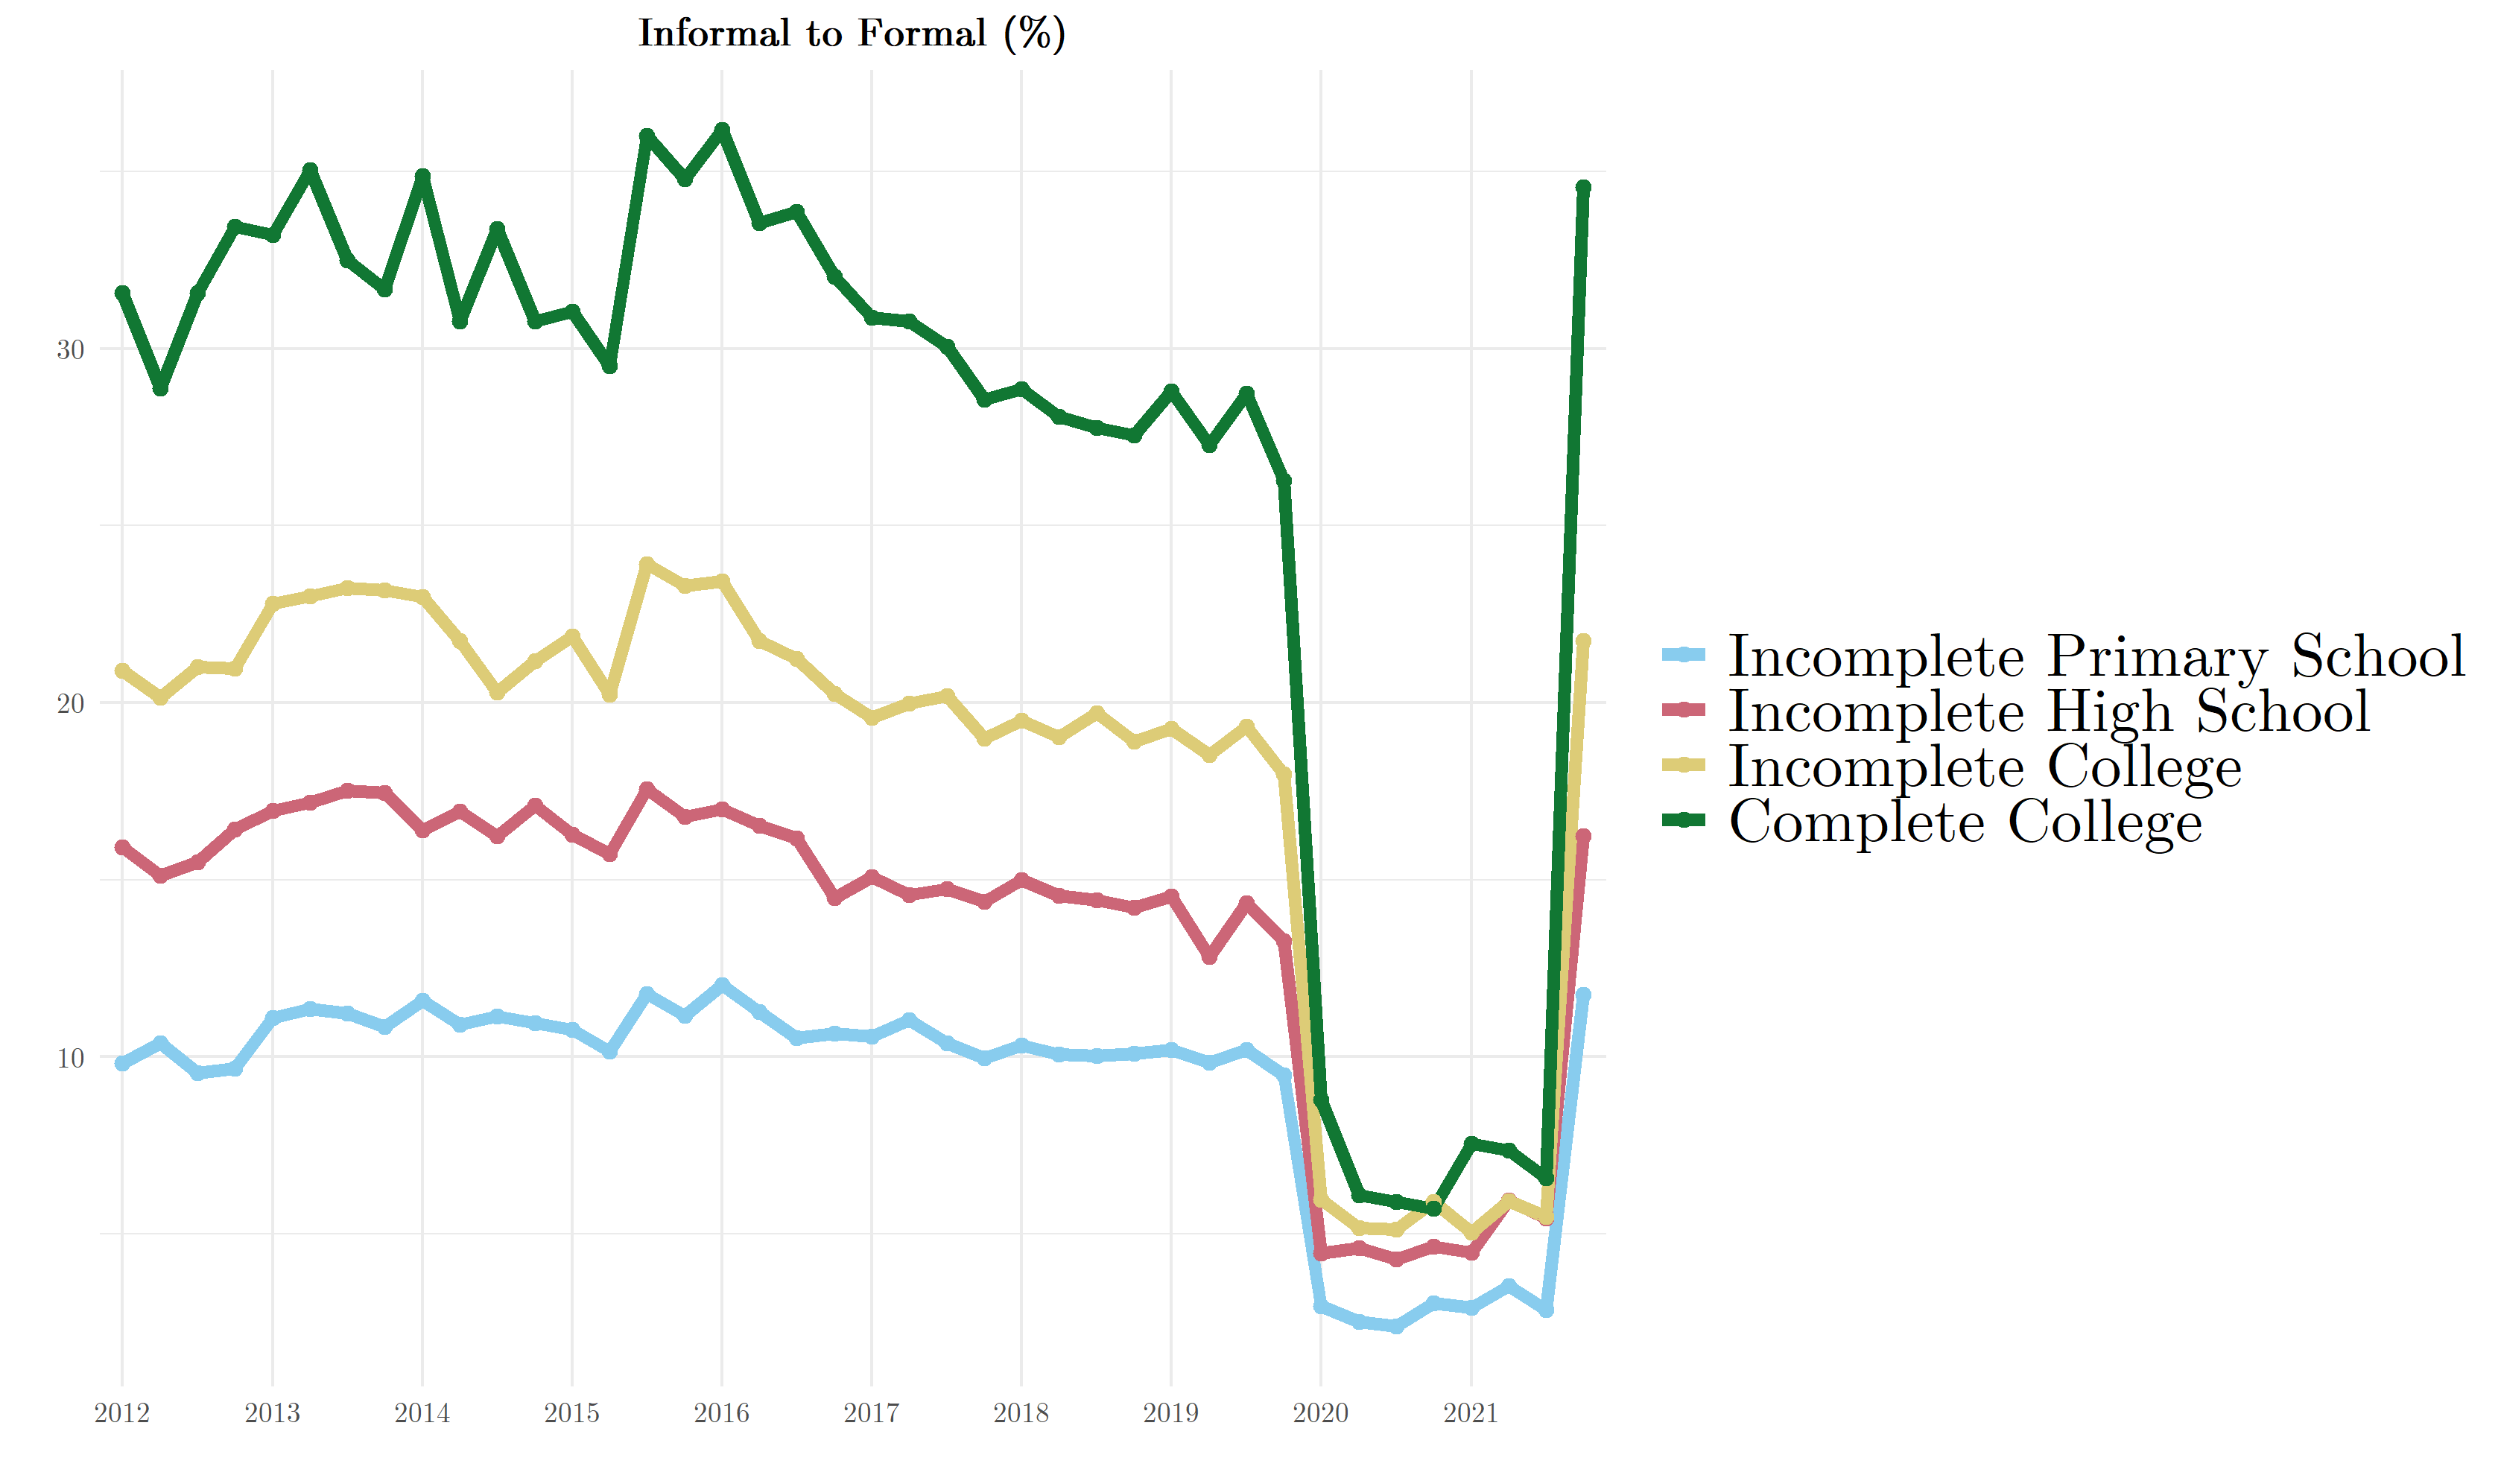 Informal to Formal (%)
30
20
10
2012 2013 2014 2015 2016 2017 2018 2019 2020 2021
Incomplete Primary School
Incomplete High School
Incomplete College
Complete College